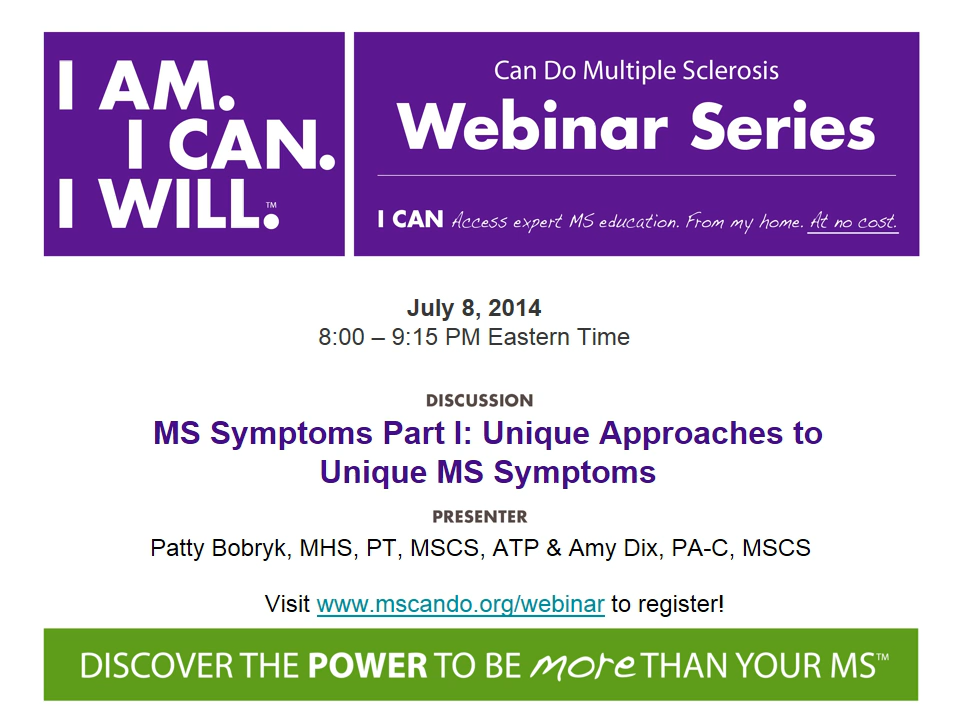 I AM.
I CAN.
I WILL.™
Can Do Multiple Sclerosis
Webinar Series
I CAN Access expert MS education. From my home. At no cost.
July 8, 2014
8:00 – 9:15 PM Eastern Time
DISCUSSION
MS Symptoms Part I: Unique Approaches to
Unique MS Symptoms
PRESENTER
Patty Bobryk, MHS, PT, MSCS, ATP & Amy Dix, PA-C, MSCS
Visit www.mscando.org/webinar to register!
DISCOVER THE POWER TO BE more THAN YOUR MS™